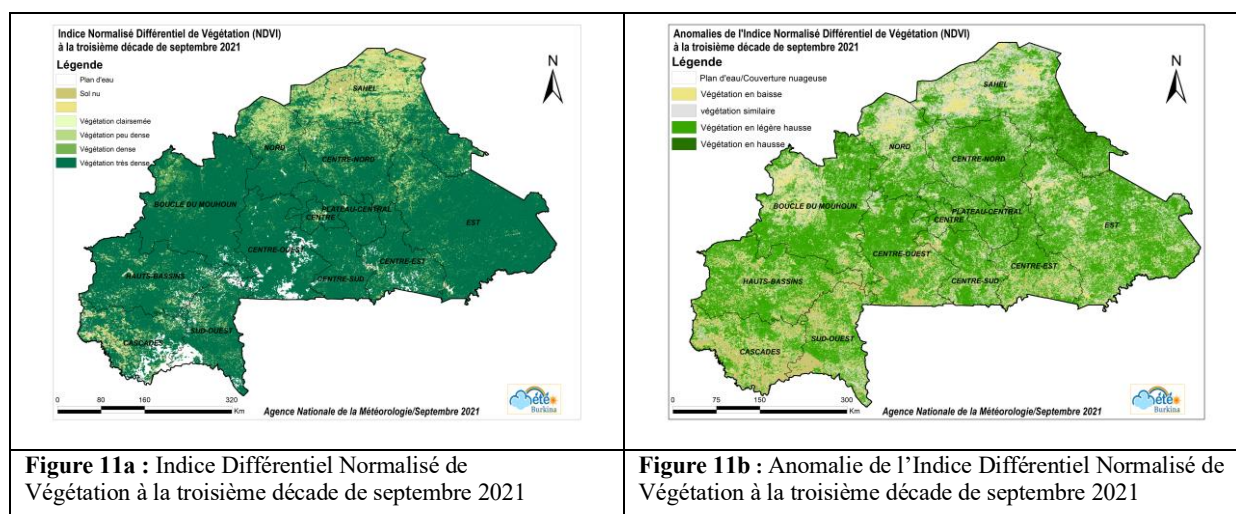 Indice Normalisé Différentiel de Végétation (NDVI)
à la troisième décade de septembre 2021
Légende
Plan d'eau
Sol nu
Végétation clairsemée
Végétation peu dense
Végétation dense
Végétation très dense
N
SAHEL
NORD
CENTRE-NORD
BOUCLE DU MOUHOUN
PLATEAU-CENTRAL
CENTRE
EST
CENTRE-OUEST
CENTRE-EST
HAUTS-BASSINS
CENTRE-SUD
SUD-OUEST
CASCADES
0 80 160 320
Km
Agence Nationale de la Météorologie/Septembre 2021
été
Burkina
Anomalies de l'Indice Normalisé Différentiel de Végétation (NDVI)
à la troisième décade de septembre 2021
Légende
Plan d'eau/Couverture nuageuse
Végétation en baisse
végétation similaire
Végétation en légère hausse
Végétation en hausse
N
SAHEL
NORD
CENTRE-NORD
BOUCLE DU MOUHOUN
PLATEAU-CENTRAL
CENTRE
EST
CENTRE-OUEST
CENTRE-EST
HAUTS-BASSINS
CENTRE-SUD
SUD-OUEST
CASCADES
0 75 150 300
Km
Agence Nationale de la Météorologie/Septembre 2021
été
Burkina
Figure 11a : Indice Différentiel Normalisé de
Végétation à la troisième décade de septembre 2021
Figure 11b : Anomalie de l’Indice Différentiel Normalisé de
Végétation à la troisième décade de septembre 2021